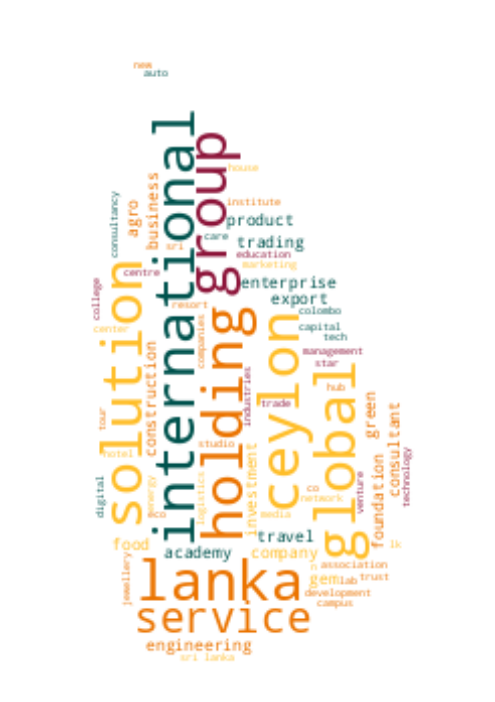 new
auto
international
group
house
consultancy
agro
business
institute
product
care
trading
sri
education
centre
marketing
solution
enterprise
college
export
resort
holding
colombo
ceylon
center
capital
tech
companies
construction
management
star
global
industries
hub
tour
trade
green
consultant
studio
hotel
investment
foundation
technology
digital
energy
logistics
venture
co
network
eco
media
travel
food
academy
company
lk
jewellery
n
association
lanka
gem
lab
trust
development
campus
service
engineering
sri lanka